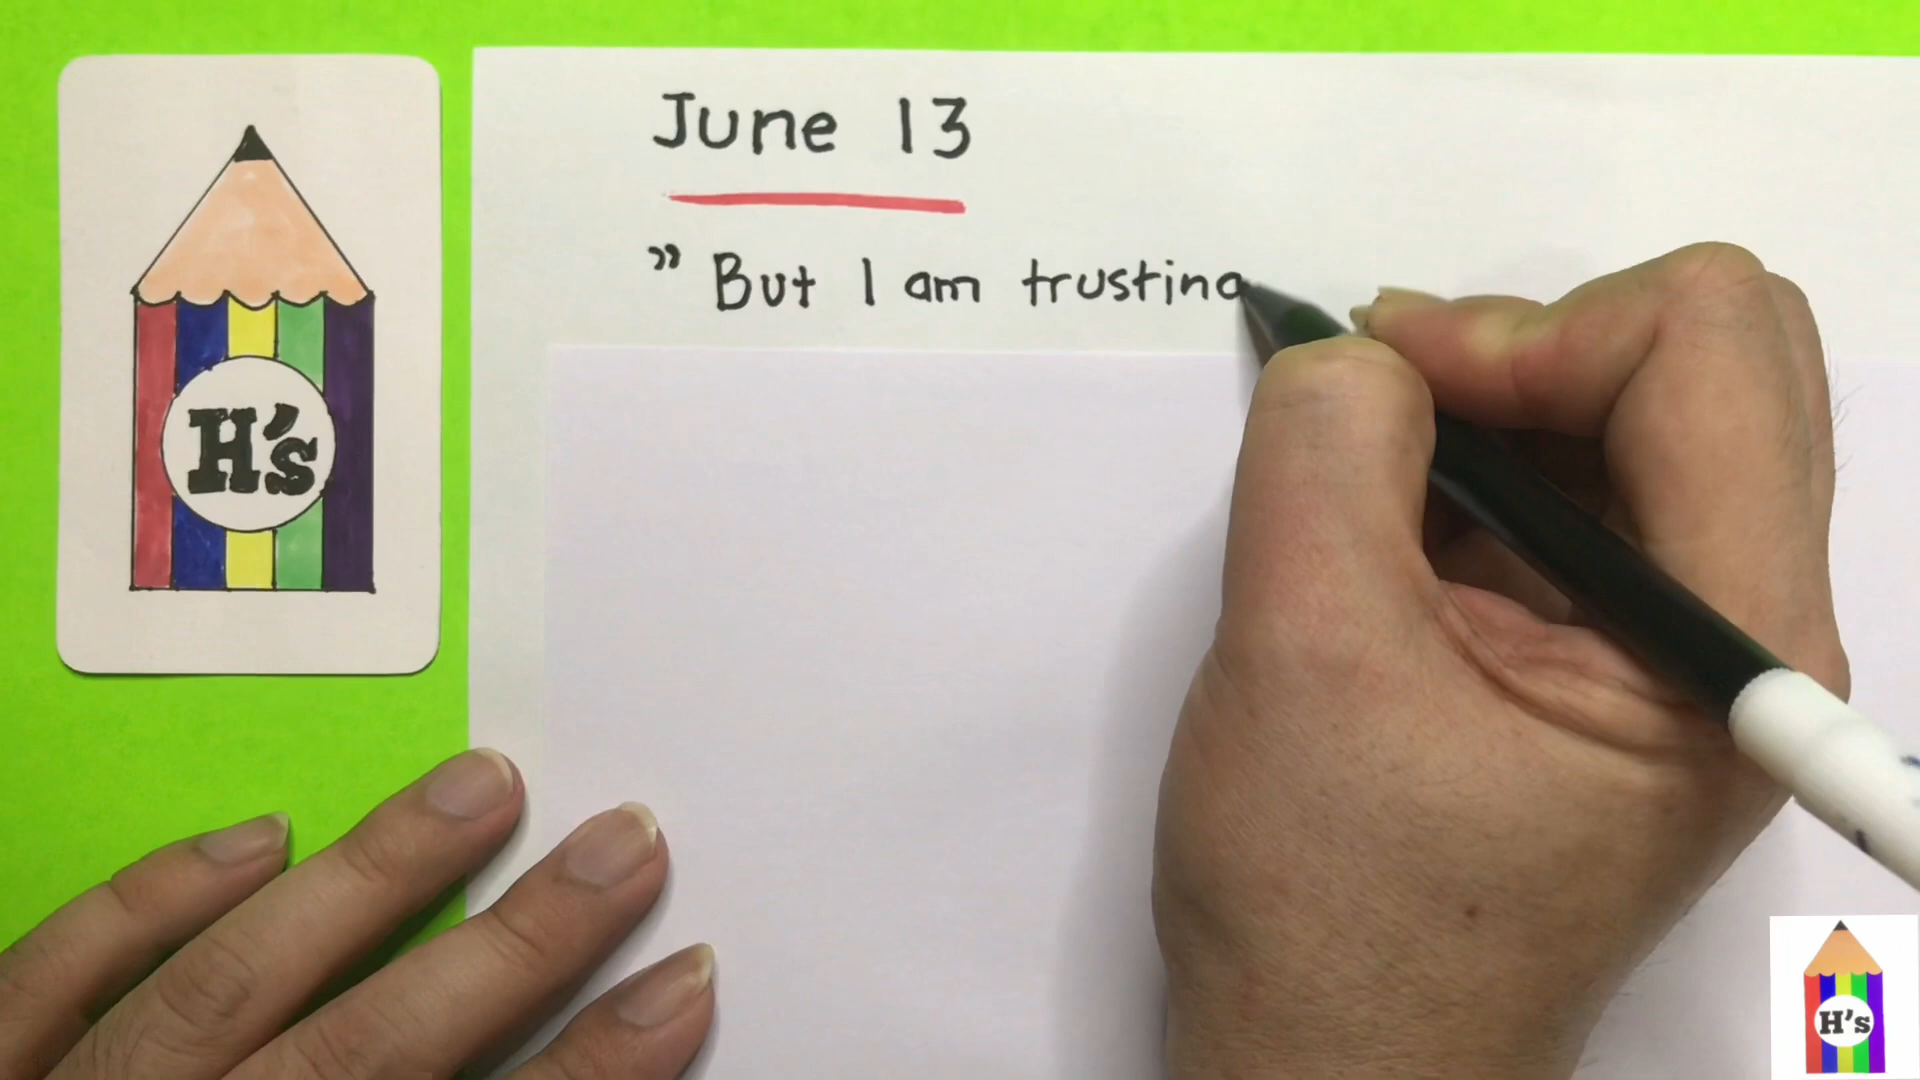 June 13
” But I am trustin
H's
H's